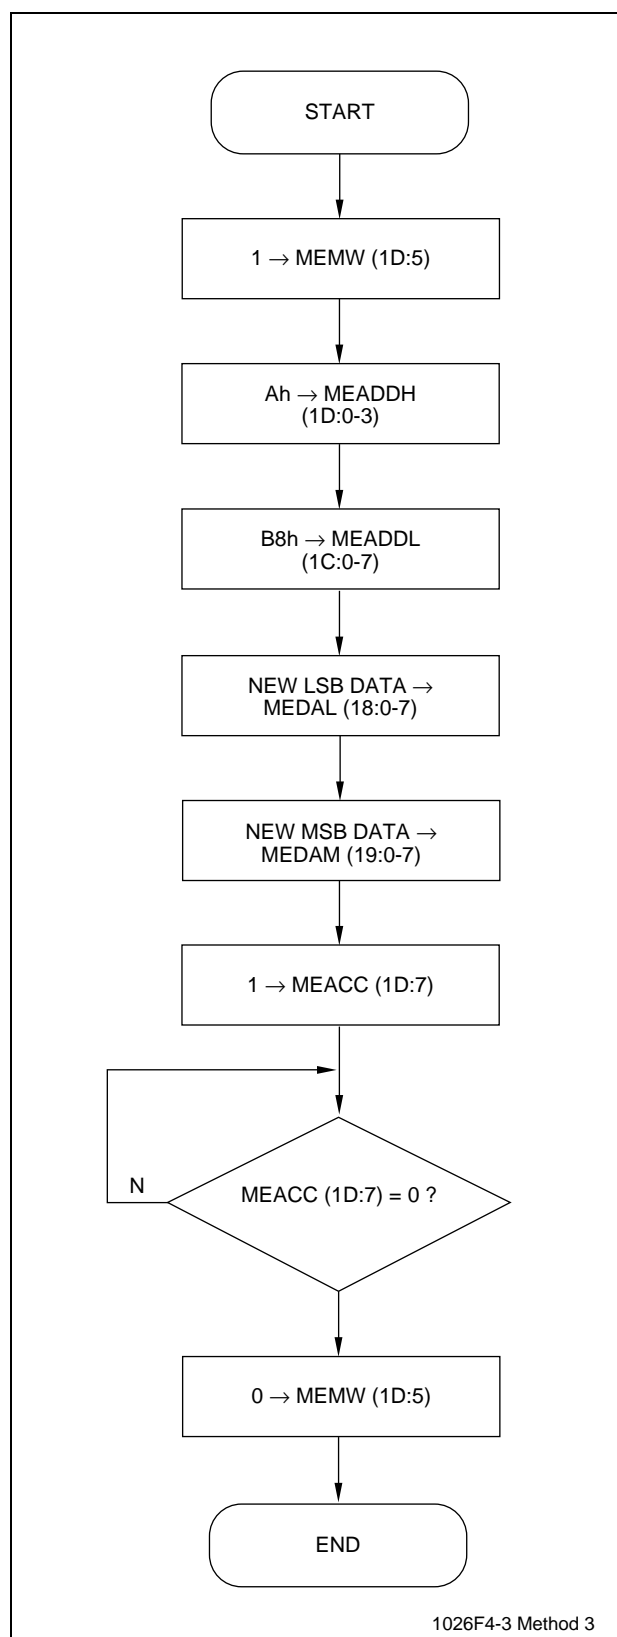 START
1 → MEMW (1D:5)
Ah → MEADDH
(1D:0-3)
B8h → MEADDL
(1C:0-7)
NEW LSB DATA →
MEDAL (18:0-7)
NEW MSB DATA →
MEDAM (19:0-7)
1 → MEACC (1D:7)
N
MEACC (1D:7) = 0 ?
0 → MEMW (1D:5)
END
1026F4-3 Method 3